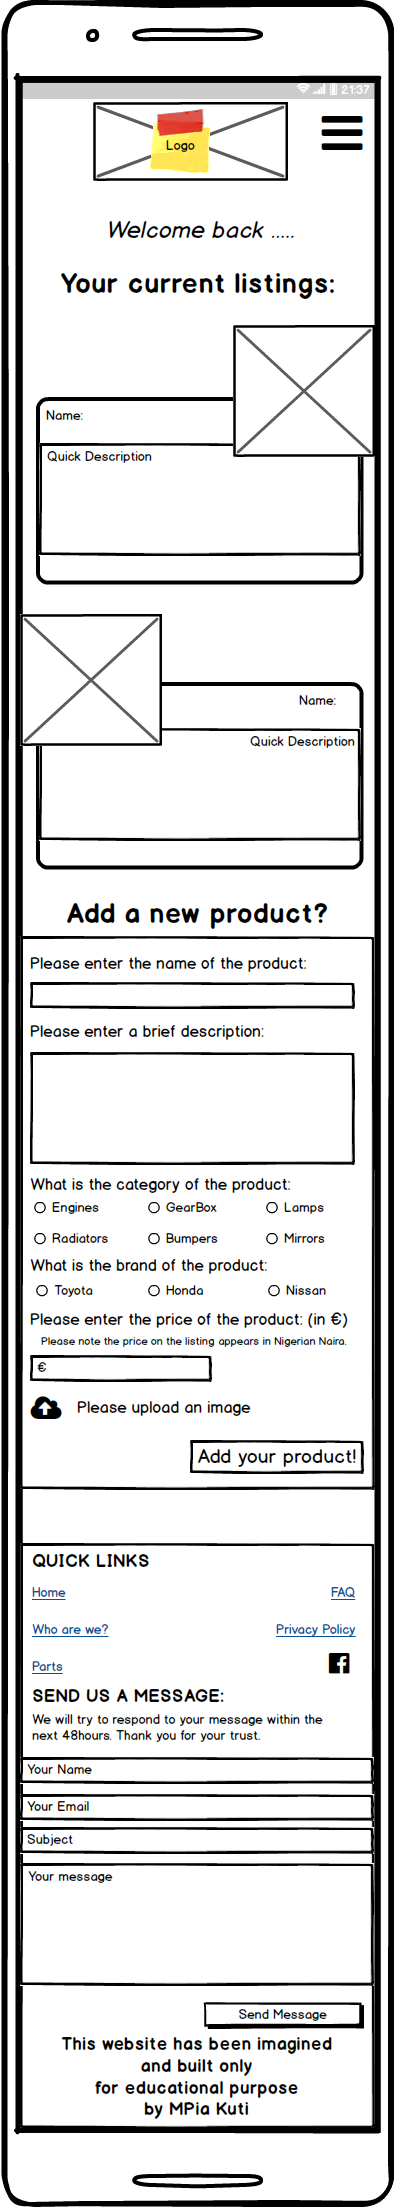 21:37
Logo
Welcome back .....
Your current listings:
Name:
Quick Description
Name:
Quick Description
Add a new product?
Please enter the name of the product:
Please enter a brief description:
What is the category of the product:
Engines GearBox Lamps
Radiators Bumpers Mirrors
What is the brand of the product:
Toyota Honda Nissan
Please enter the price of the product: (in €)
Please note the price on the listing appears in Nigerian Naira.
€
Please upload an image
Add your product!
QUICK LINKS
Home FAQ
Who are we? Privacy Policy
Parts
SEND US A MESSAGE:
We will try to respond to your message within the
next 48hours. Thank you for your trust.
Your Name
Your Email
Subject
Your message
Send Message
This website has been imagined
and built only
for educational purpose
by MPia Kuti